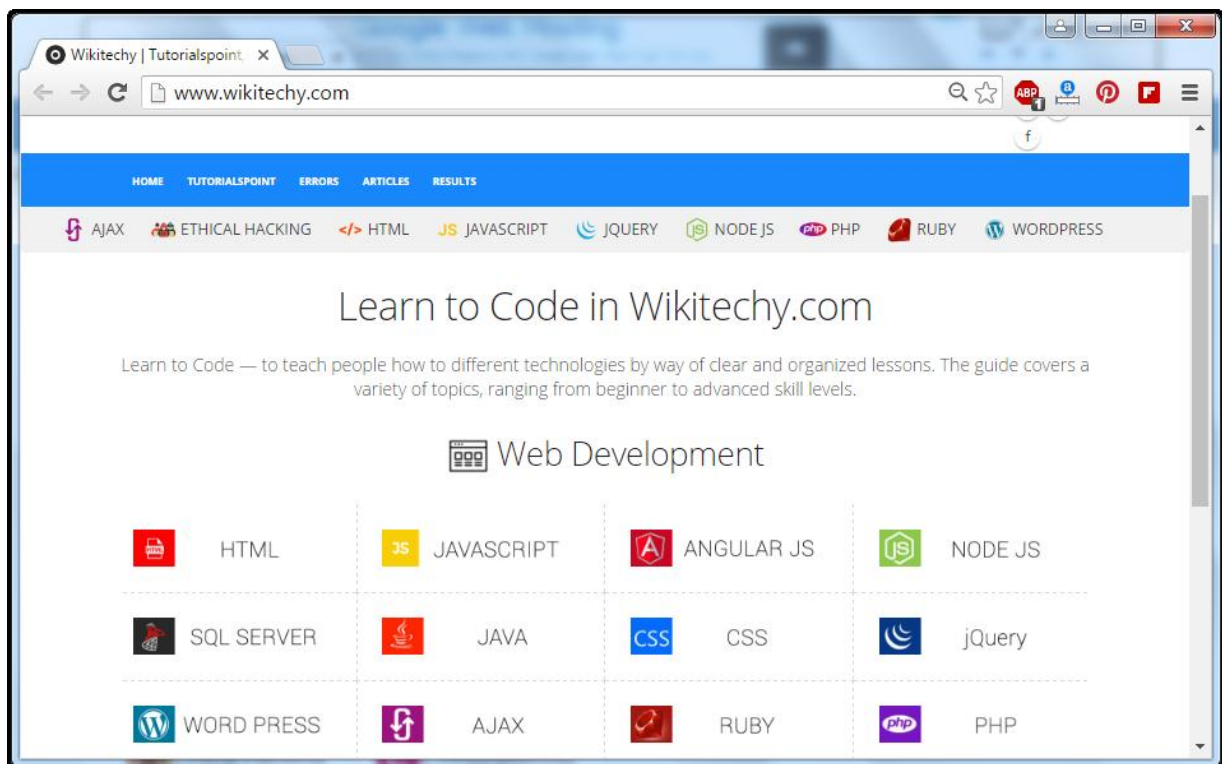 Wikitechy | Tutorialspoint
www.wikitechy.com
ABP 1 a
f
HOME TUTORIALSPOINT ERRORS ARTICLES RESULTS
AJAX ETHICAL HACKING </> HTML JS JAVASCRIPT JQUERY JS NODE JS php PHP RUBY WORDPRESS
Learn to Code in Wikitechy.com
Learn to Code — to teach people how to different technologies by way of clear and organized lessons. The guide covers a
variety of topics, ranging from beginner to advanced skill levels.
Web Development
HTML JS JAVASCRIPT ANGULAR JS JS NODE JS
SQL SERVER JAVA CSS CSS jQuery
WORD PRESS AJAX RUBY php PHP